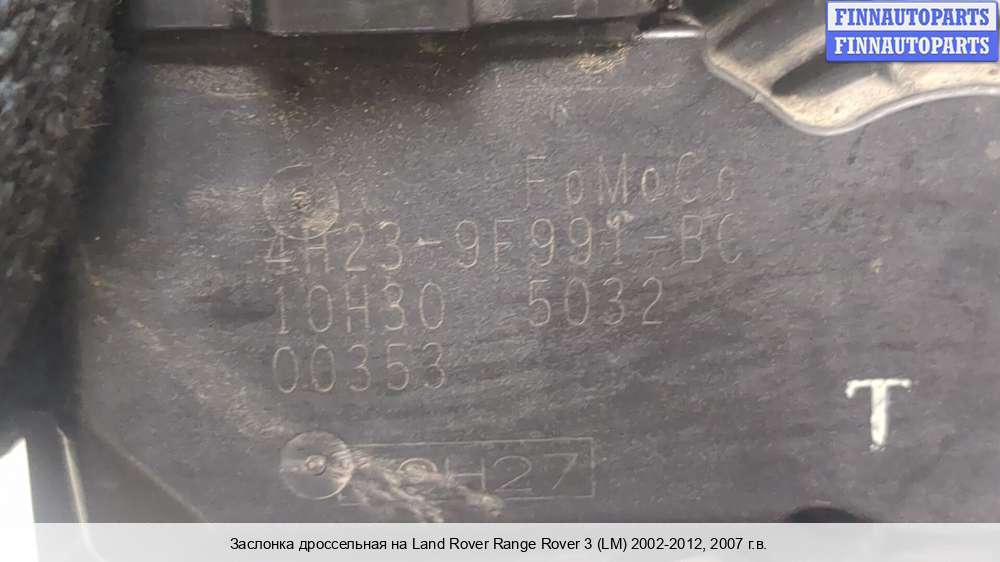 FINNAUTOPARTS
FINNAUTOPARTS
FoMoCo
4H23-9F991-BC
10H30 5032
00353
T
Заслонка дроссельная на Land Rover Range Rover 3 (LM) 2002-2012, 2007 г.в.